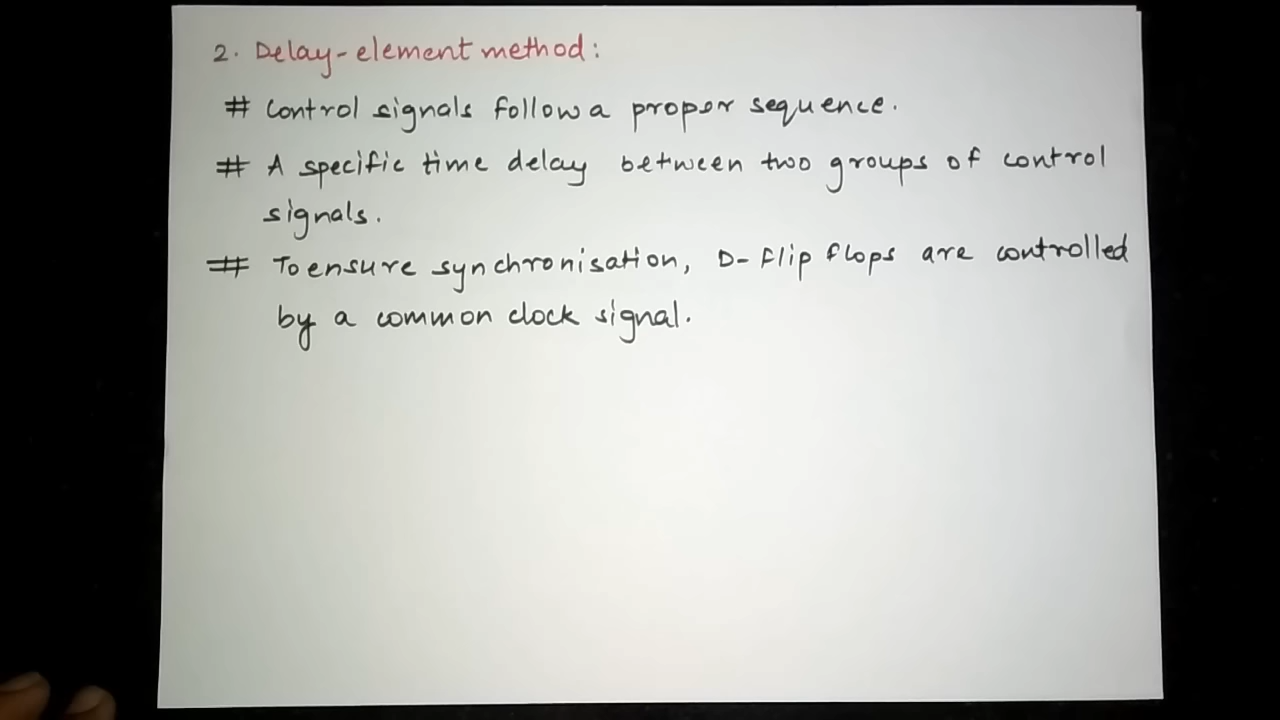 2. Delay-element method:
# Control signals follow a proper sequence.
# A specific time delay between two groups of control
signals.
# To ensure synchronisation, D-flip flops are controlled
by a common clock signal.